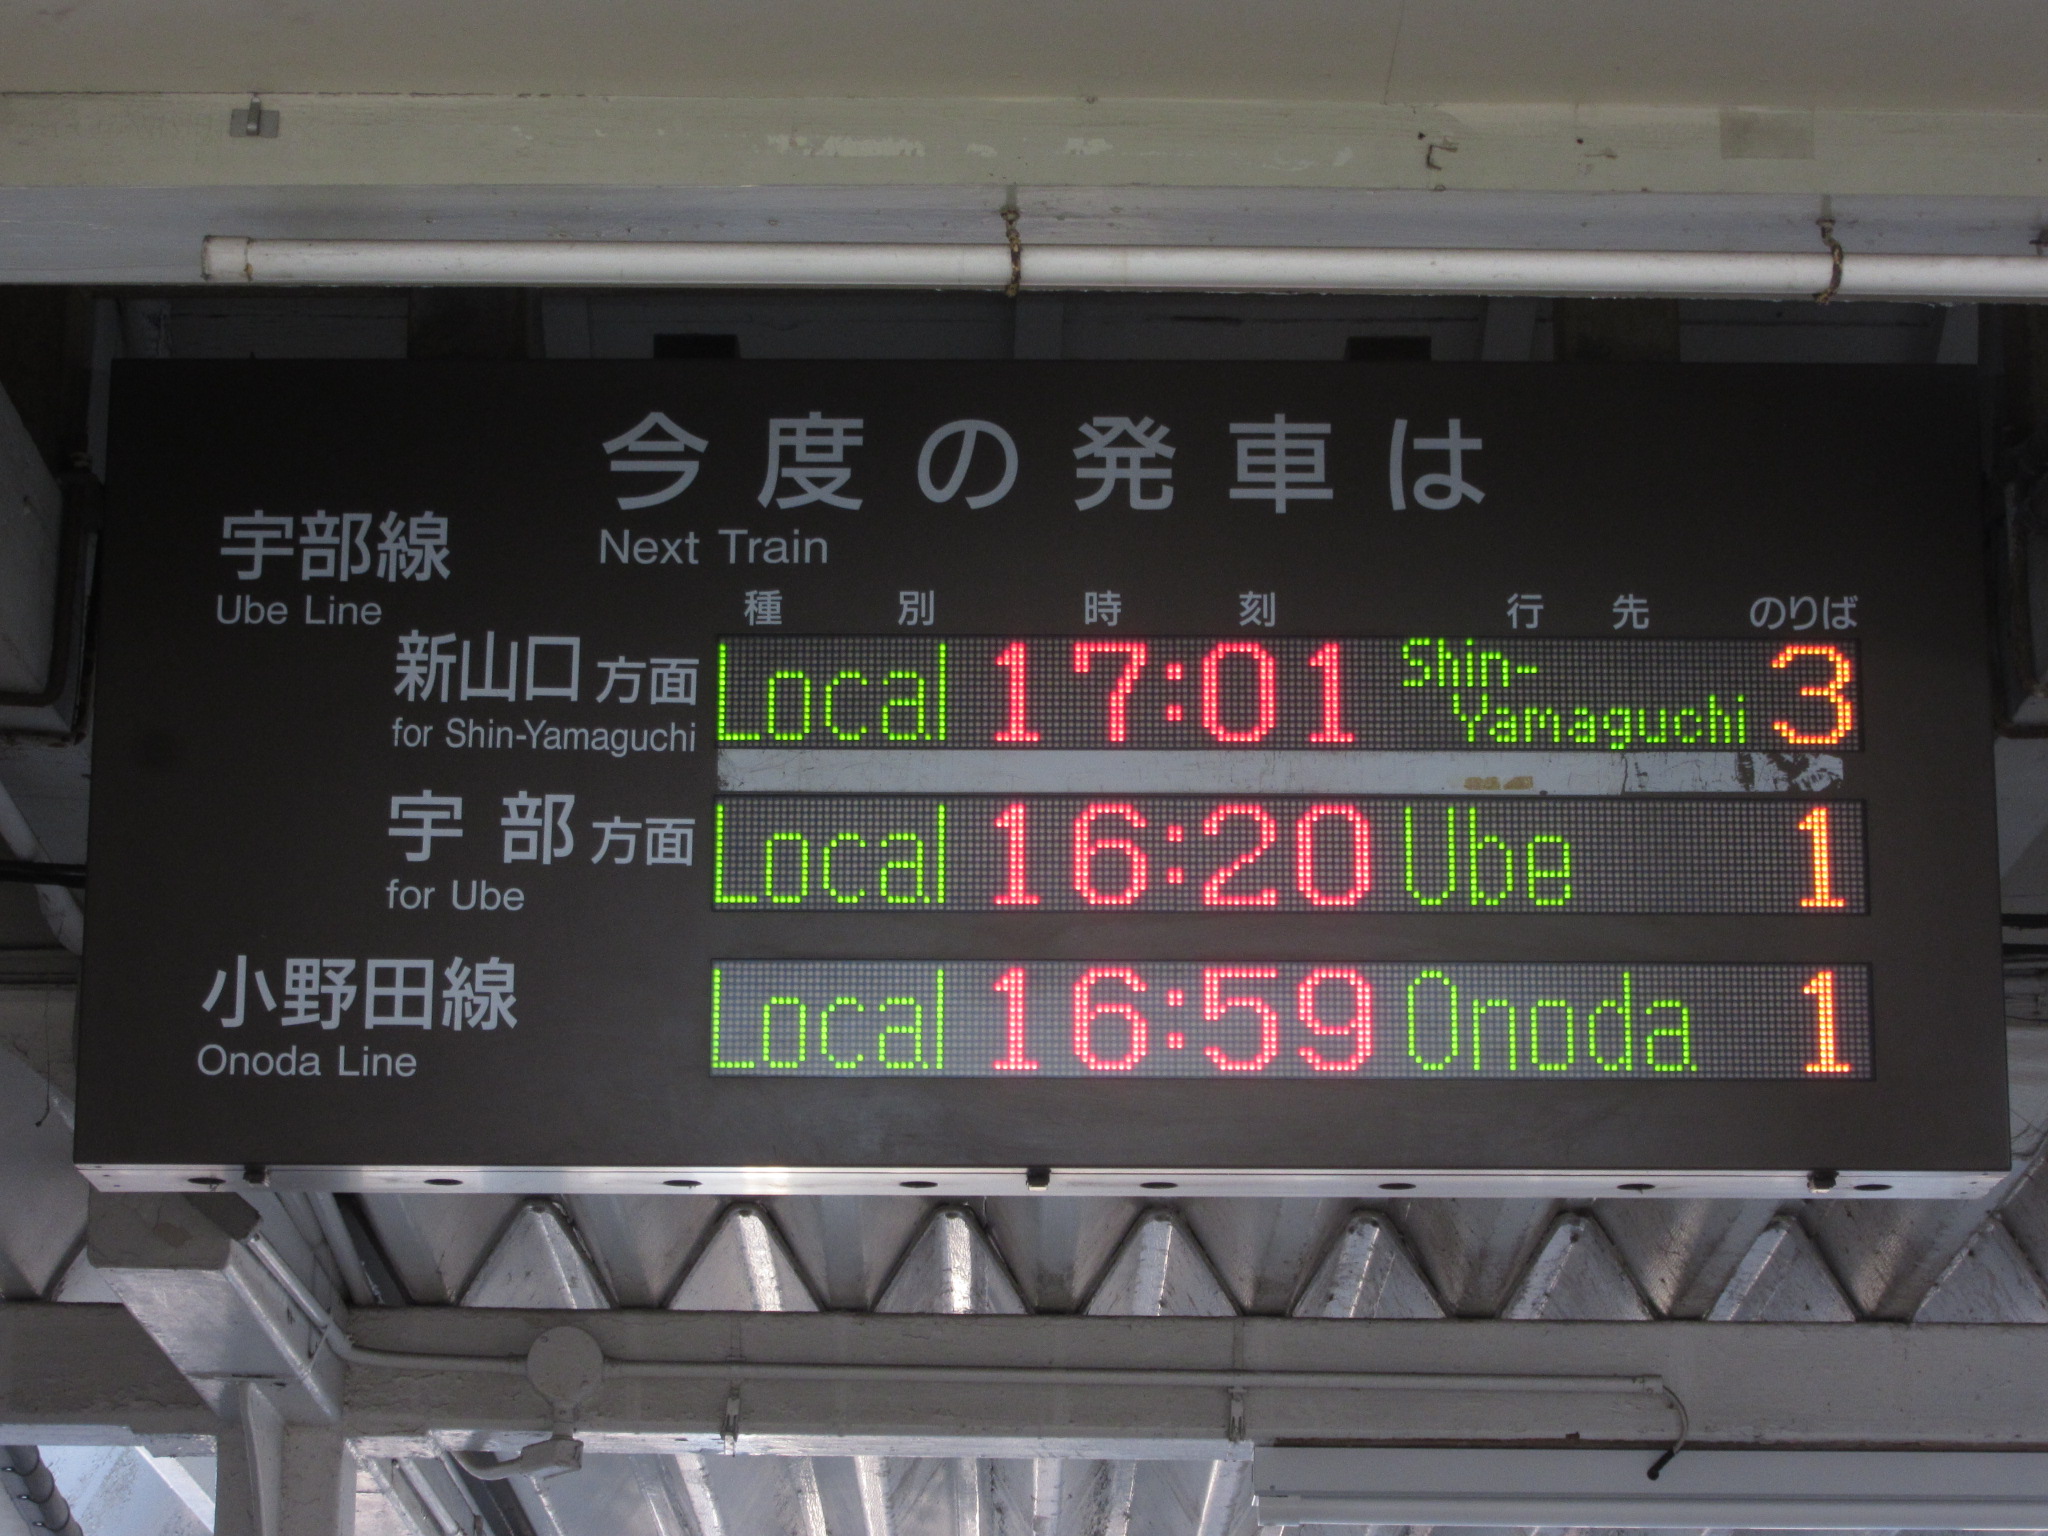 今度の発車は
宇部線 Next Train
Ube Line
種別 時刻 行先 のりば
新山口方面 Local 17:01 Shin-Yamaguchi 3
for Shin-Yamaguchi
宇部方面 Local 16:20 Ube 1
for Ube
小野田線 Local 16:59 Onoda 1
Onoda Line